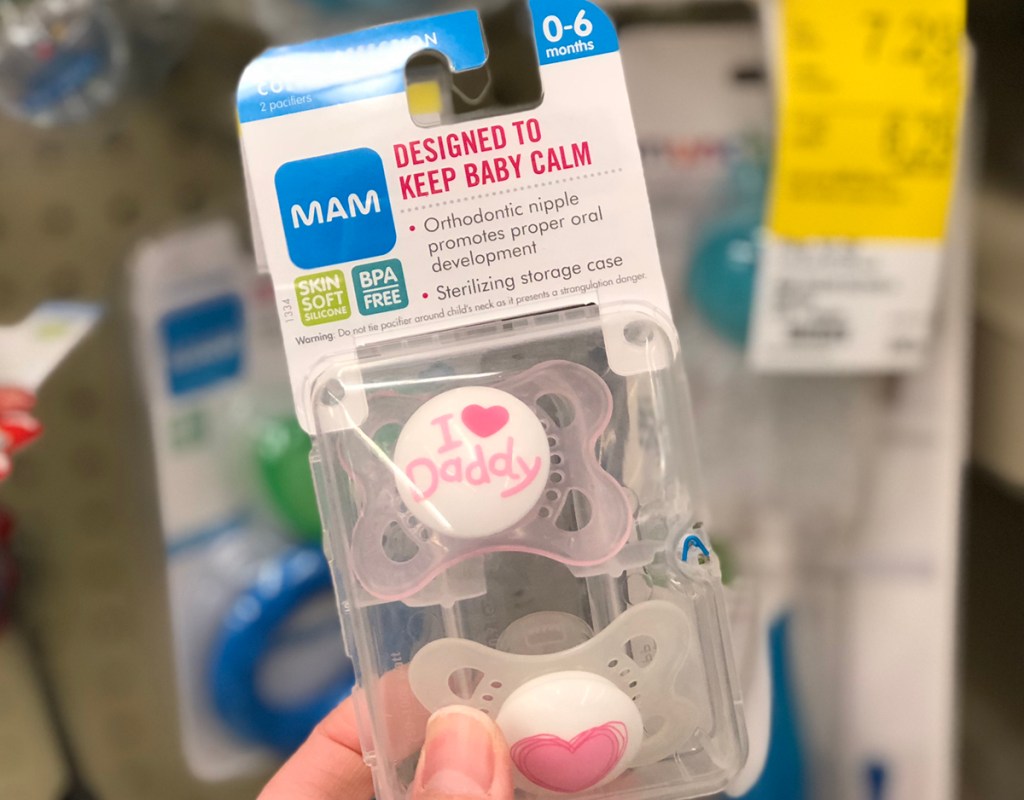 0-6
months
2 pacifiers
DESIGNED TO
KEEP BABY CALM
MAM
• Orthodontic nipple
promotes proper oral
development
SKIN
SOFT
SILICONE
BPA
FREE
• Sterilizing storage case
1334
Warning: Do not tie pacifier around child's neck as it presents a strangulation danger.
I ♥
Daddy
7.29